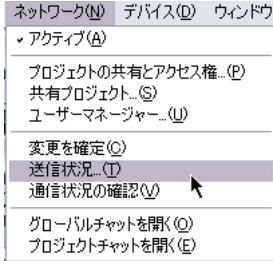 ネットワーク(N) デバイス(D) ウィンドウ
アクティブ(A)
プロジェクトの共有とアクセス権...(P)
共有プロジェクト...(S)
ユーザーマネージャー...(U)
変更を確定(C)
送信状況...(T)
通信状況の確認(V)
グローバルチャットを開く(O)
プロジェクトチャットを開く(E)